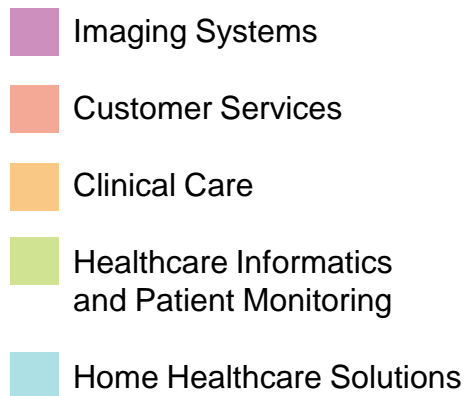 Imaging Systems
Customer Services
Clinical Care
Healthcare Informatics
and Patient Monitoring
Home Healthcare Solutions